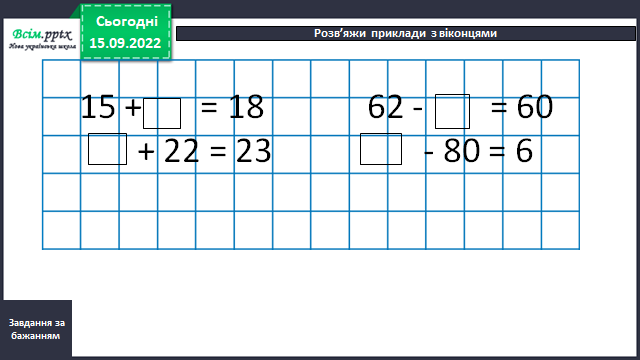 Всім.pptx
Нова українська школа
Сьогодні
15.09.2022
Розв’яжи приклади з віконцями
15 + = 18
62 - = 60
+ 22 = 23
- 80 = 6
Завдання за
бажанням